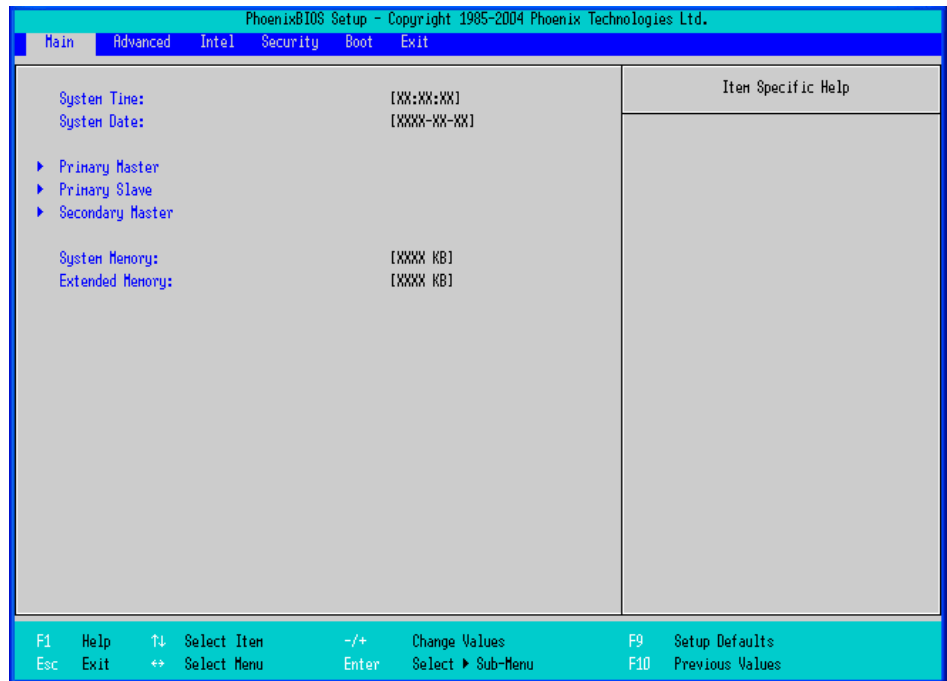 PhoenixBIOS Setup - Copyright 1985-2004 Phoenix Technologies Ltd.
Main Advanced Intel Security Boot Exit
Item Specific Help
System Time: [XX:XX:XX]
System Date: [XXXX-XX-XX]
▶ Primary Master
▶ Primary Slave
▶ Secondary Master
System Memory: [XXXX KB]
Extended Memory: [XXXX KB]
F1 Help ↑↓ Select Item -/+ Change Values F9 Setup Defaults
Esc Exit ↔ Select Menu Enter Select ▶ Sub-Menu F10 Previous Values